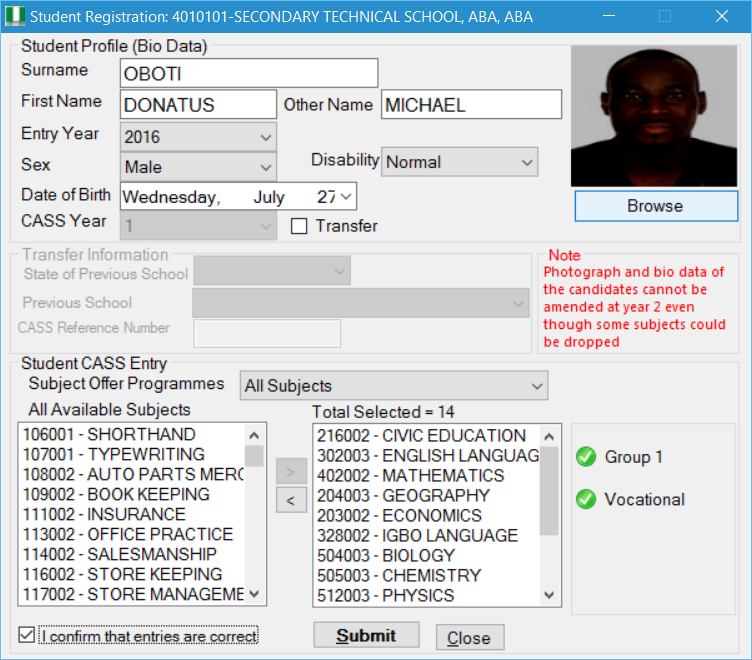 Student Registration: 4010101-SECONDARY TECHNICAL SCHOOL, ABA, ABA
Student Profile (Bio Data)
Surname OBOTI
First Name DONATUS Other Name MICHAEL
Entry Year 2016
Sex Male Disability Normal
Date of Birth Wednesday, July 27
CASS Year 1 Transfer
Browse
Transfer Information
State of Previous School
Previous School
CASS Reference Number
Note
Photograph and bio data of
the candidates cannot be
amended at year 2 even
though some subjects could
be dropped
Student CASS Entry
Subject Offer Programmes All Subjects
All Available Subjects
106001 - SHORTHAND
107001 - TYPEWRITING
108002 - AUTO PARTS MERC
109002 - BOOK KEEPING
111002 - INSURANCE
113002 - OFFICE PRACTICE
114002 - SALESMANSHIP
116002 - STORE KEEPING
117002 - STORE MANAGEME
>
<
Total Selected = 14
216002 - CIVIC EDUCATION
302003 - ENGLISH LANGUAG
402002 - MATHEMATICS
204003 - GEOGRAPHY
203002 - ECONOMICS
328002 - IGBO LANGUAGE
504003 - BIOLOGY
505003 - CHEMISTRY
512003 - PHYSICS
Group 1
Vocational
I confirm that entries are correct
Submit
Close